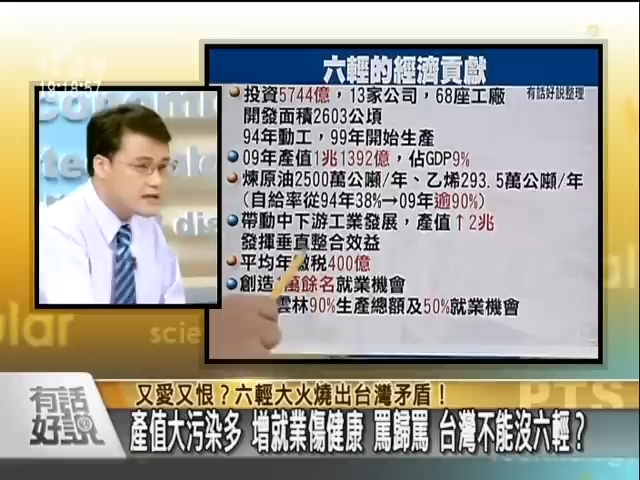 19:18:57
六輕的經濟貢獻
有話好說整理
投資5744億，13家公司，68座工廠
開發面積2603公頃
94年動工，99年開始生產
09年產值1兆1392億，佔GDP9%
煉原油2500萬公噸/年、乙烯293.5萬公噸/年
(自給率從94年38%→09年逾90%)
帶動中下游工業發展，產值↑2兆
發揮垂直整合效益
平均年繳稅400億
創造 萬餘名就業機會
雲林90%生產總額及50%就業機會
有話好說
又愛又恨？六輕大火燒出台灣矛盾！
產值大污染多 增就業傷健康 罵歸罵 台灣不能沒六輕？
PTS